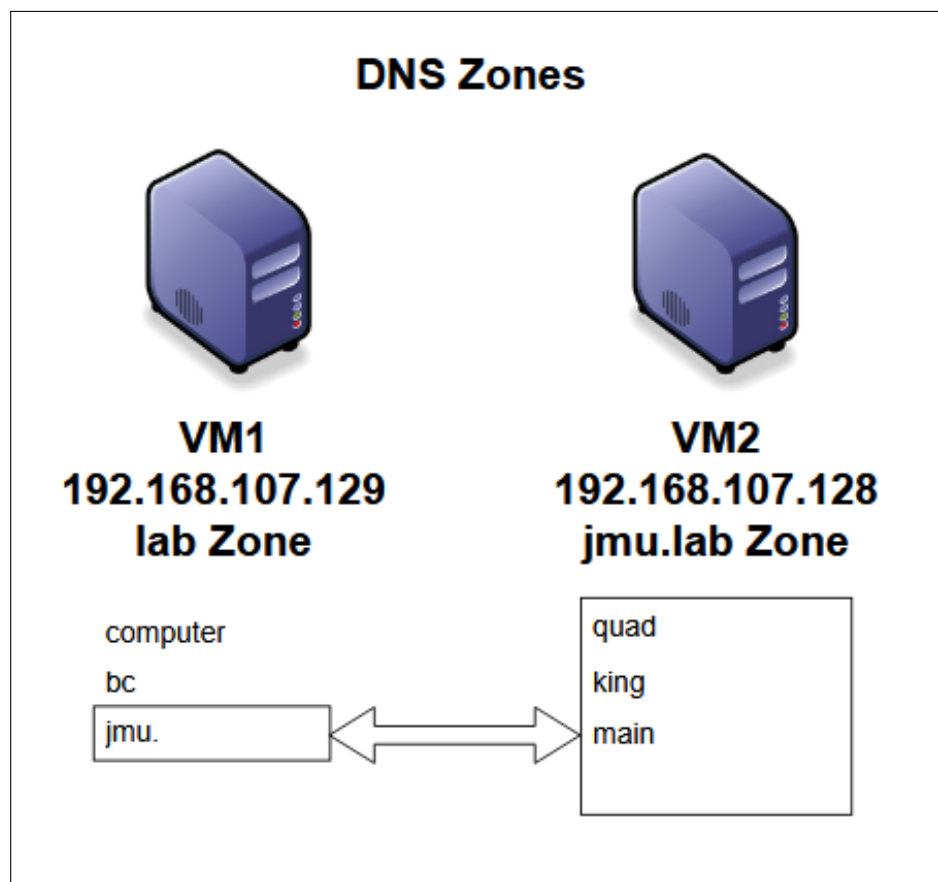 DNS Zones
VM1
192.168.107.129
lab Zone
VM2
192.168.107.128
jmu.lab Zone
computer
bc
jmu.
quad
king
main